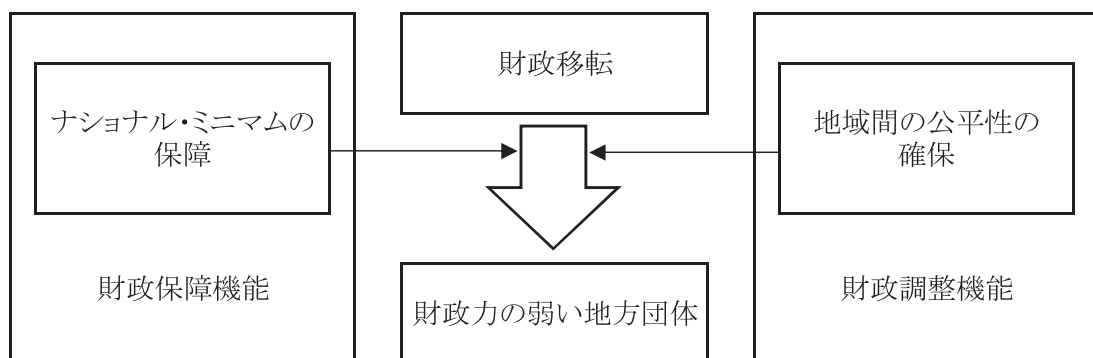 ナショナル・ミニマムの
保障
財政保障機能
財政移転
財政力の弱い地方団体
地域間の公平性の
確保
財政調整機能